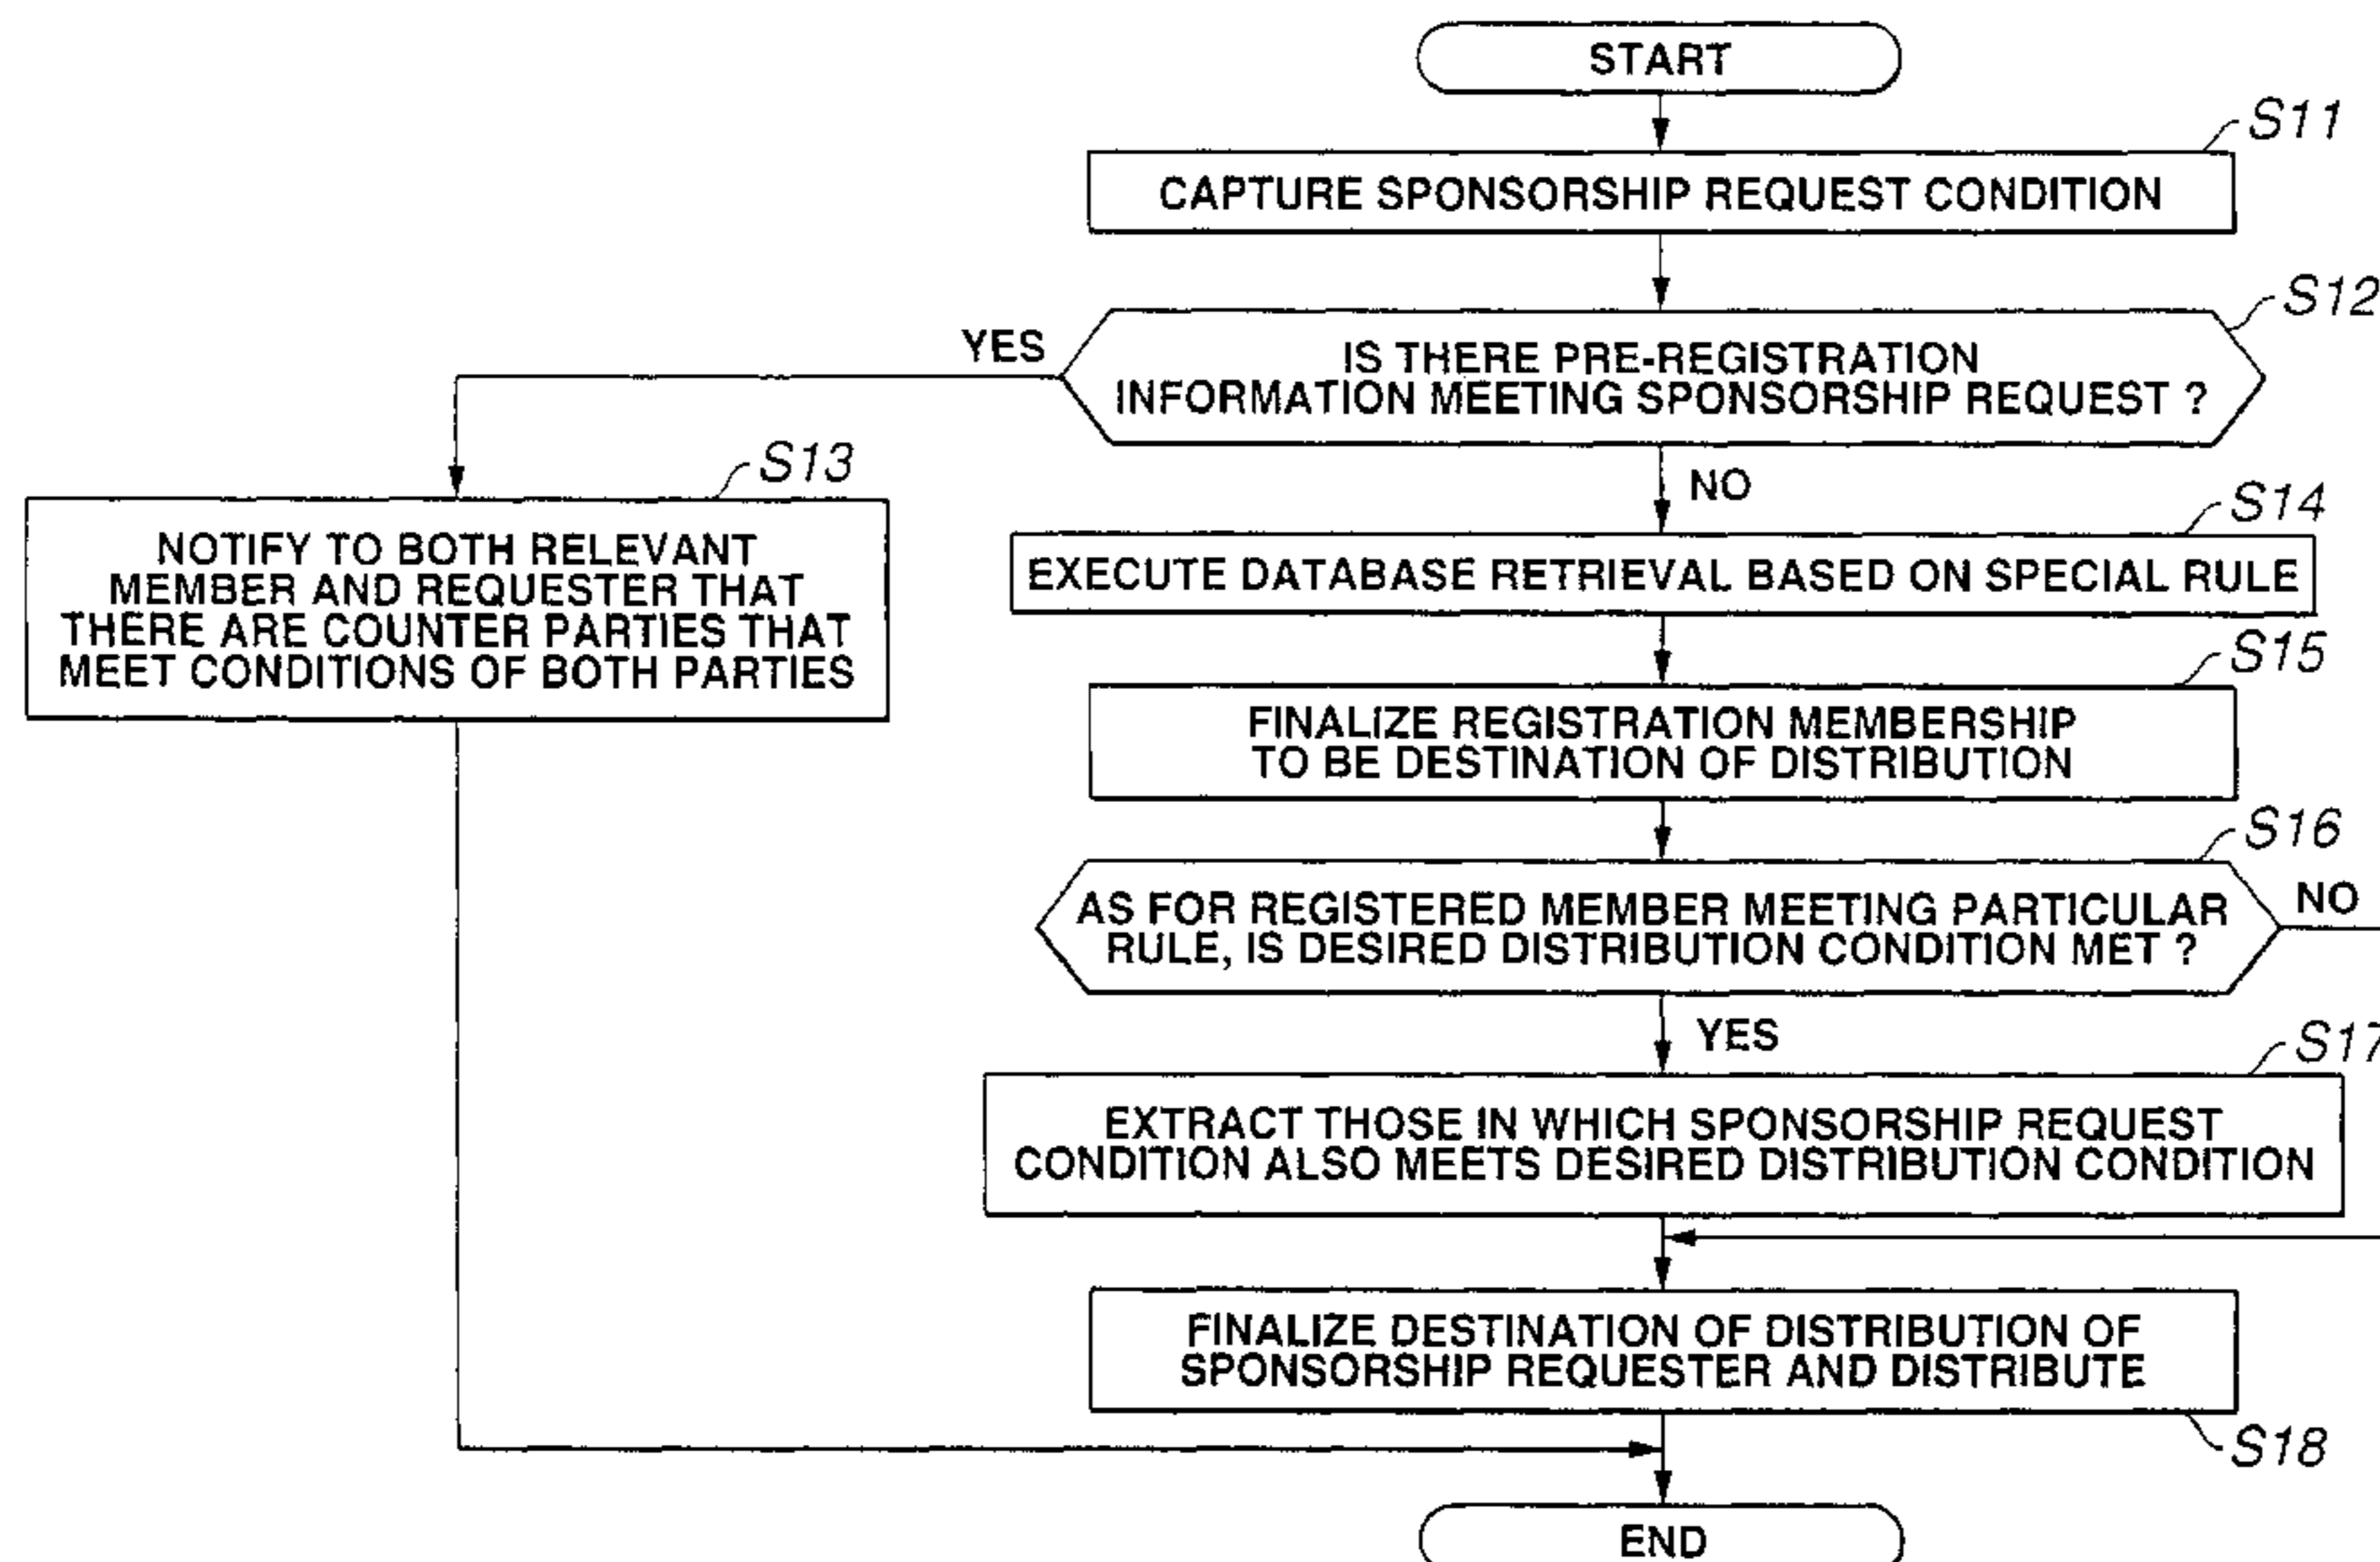 START
S11
CAPTURE SPONSORSHIP REQUEST CONDITION
S12
YES
IS THERE PRE-REGISTRATION
INFORMATION MEETING SPONSORSHIP REQUEST ?
S13
NO
NOTIFY TO BOTH RELEVANT
MEMBER AND REQUESTER THAT
THERE ARE COUNTER PARTIES THAT
MEET CONDITIONS OF BOTH PARTIES
S14
EXECUTE DATABASE RETRIEVAL BASED ON SPECIAL RULE
S15
FINALIZE REGISTRATION MEMBERSHIP
TO BE DESTINATION OF DISTRIBUTION
S16
AS FOR REGISTERED MEMBER MEETING PARTICULAR
RULE, IS DESIRED DISTRIBUTION CONDITION MET ?
NO
YES
S17
EXTRACT THOSE IN WHICH SPONSORSHIP REQUEST
CONDITION ALSO MEETS DESIRED DISTRIBUTION CONDITION
FINALIZE DESTINATION OF DISTRIBUTION OF
SPONSORSHIP REQUESTER AND DISTRIBUTE
S18
END